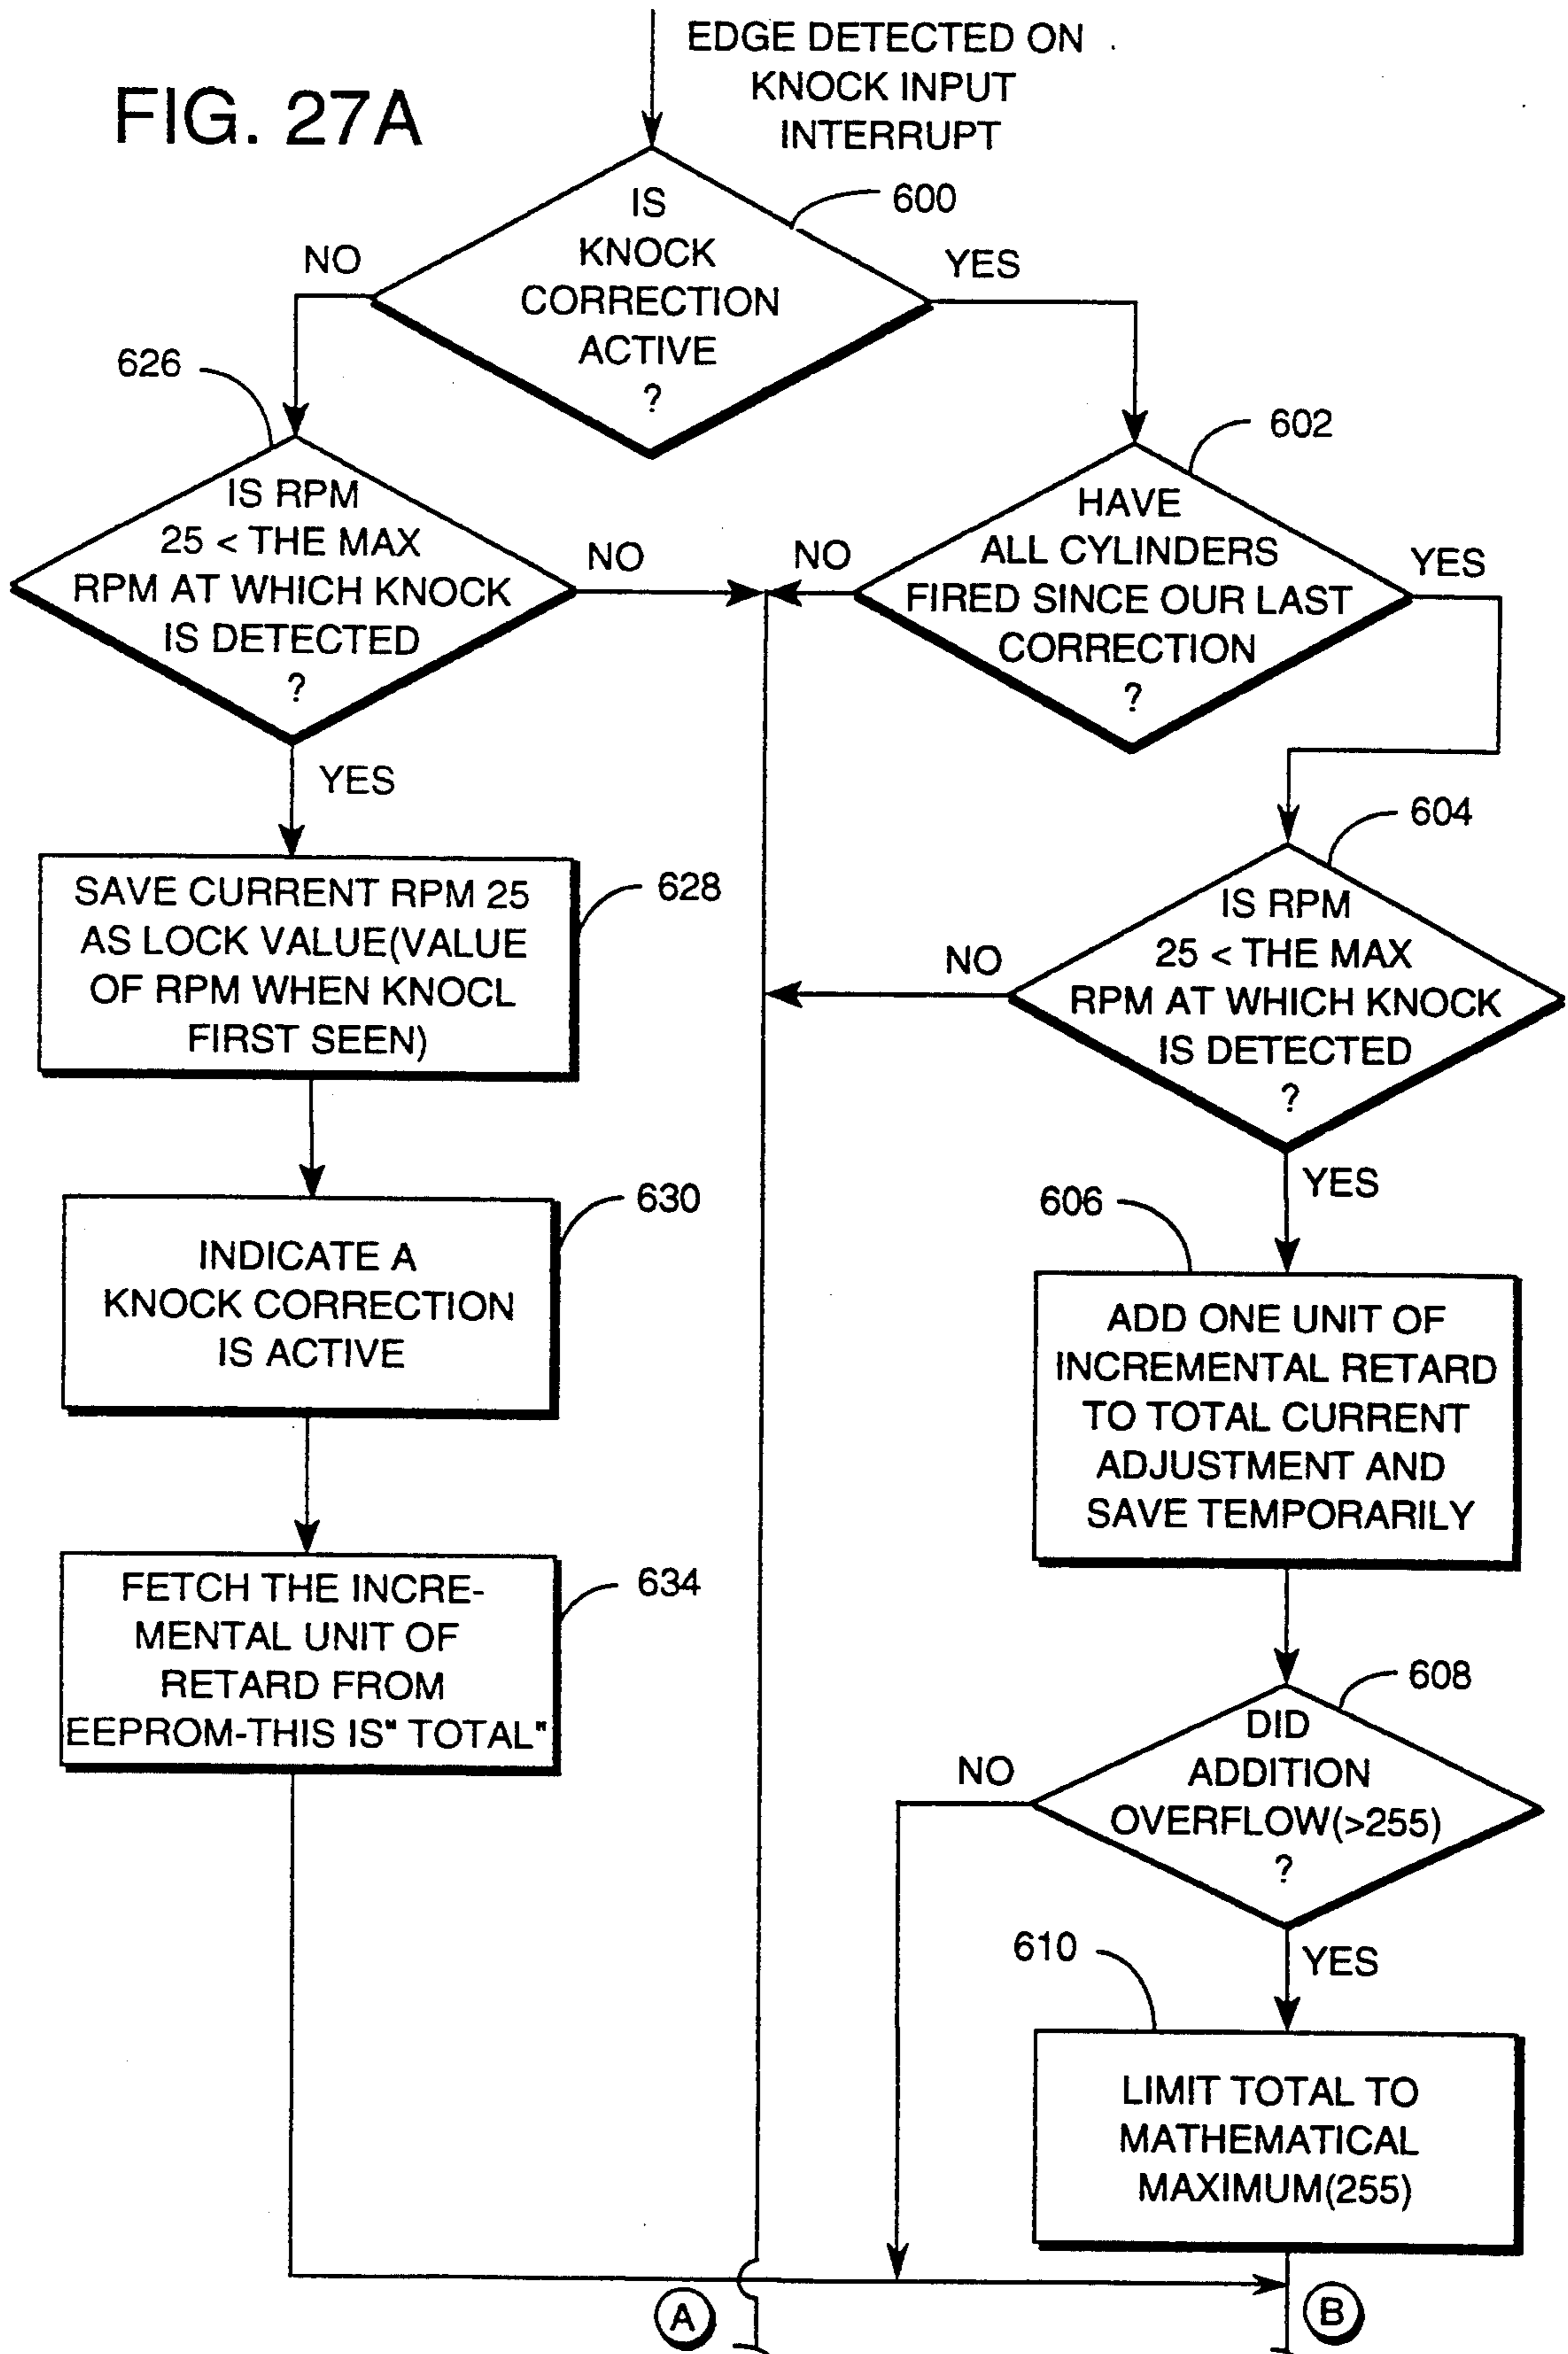 FIG. 27A
EDGE DETECTED ON
KNOCK INPUT
INTERRUPT
IS
KNOCK
CORRECTION
ACTIVE
?
600
NO
YES
626
IS RPM
25 < THE MAX
RPM AT WHICH KNOCK
IS DETECTED
?
NO
YES
602
HAVE
ALL CYLINDERS
FIRED SINCE OUR LAST
CORRECTION
?
NO
YES
SAVE CURRENT RPM 25
AS LOCK VALUE(VALUE
OF RPM WHEN KNOCL
FIRST SEEN)
628
604
IS RPM
25 < THE MAX
RPM AT WHICH KNOCK
IS DETECTED
?
NO
YES
INDICATE A
KNOCK CORRECTION
IS ACTIVE
630
606
ADD ONE UNIT OF
INCREMENTAL RETARD
TO TOTAL CURRENT
ADJUSTMENT AND
SAVE TEMPORARILY
FETCH THE INCRE-
MENTAL UNIT OF
RETARD FROM
EEPROM-THIS IS" TOTAL"
634
608
DID
ADDITION
OVERFLOW(>255)
?
NO
YES
610
LIMIT TOTAL TO
MATHEMATICAL
MAXIMUM(255)
A
B